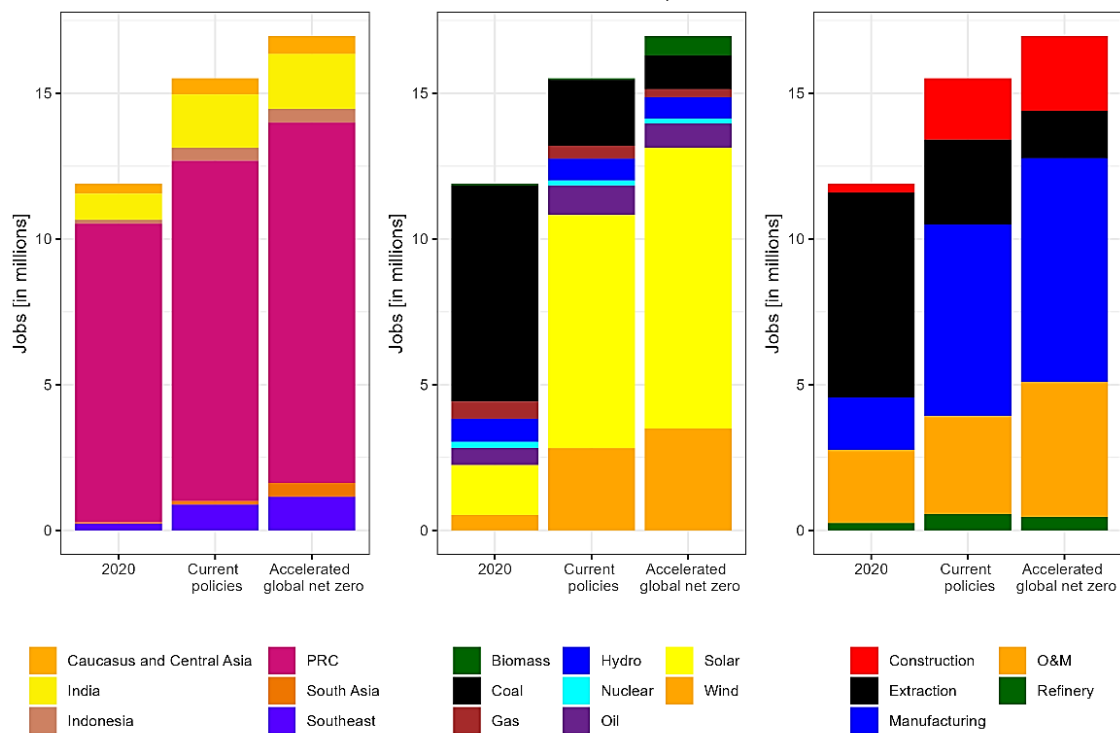 15
10
5
0
Jobs [in millions]
2020
Current
policies
Accelerated
global net zero
15
10
5
0
Jobs [in millions]
2020
Current
policies
Accelerated
global net zero
15
10
5
0
Jobs [in millions]
2020
Current
policies
Accelerated
global net zero
Caucasus and Central Asia
India
Indonesia
PRC
South Asia
Southeast
Biomass
Coal
Gas
Hydro
Nuclear
Oil
Solar
Wind
Construction
Extraction
Manufacturing
O&M
Refinery